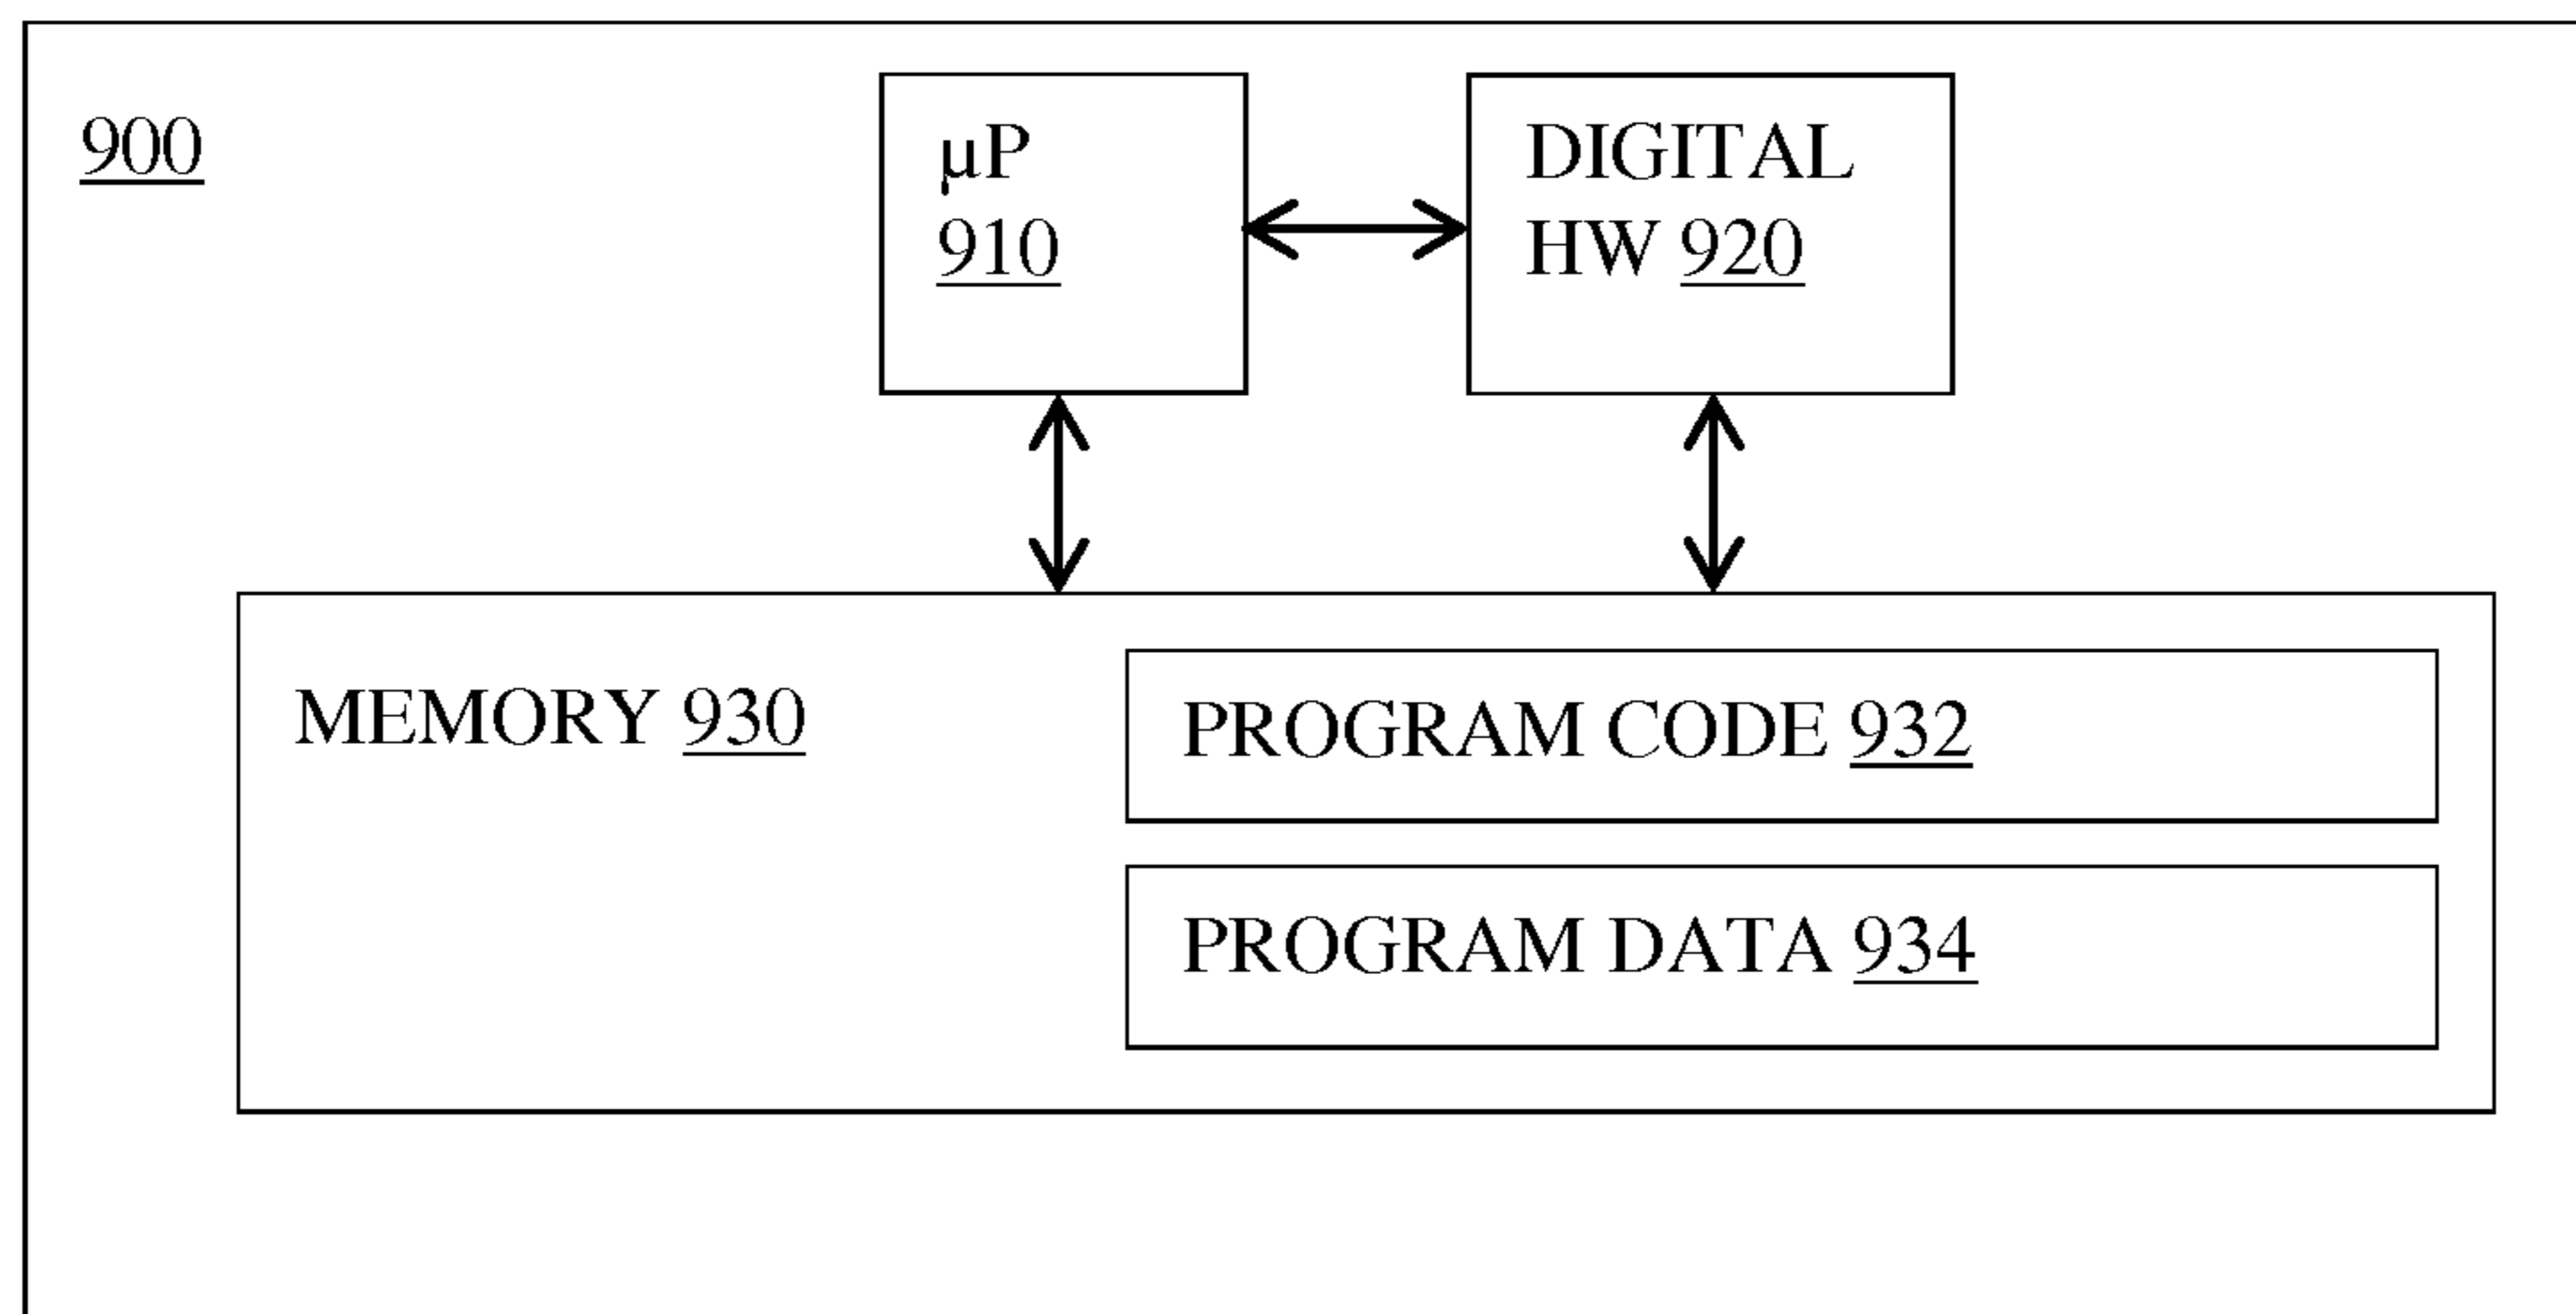 900
µP
910
DIGITAL
HW 920
MEMORY 930
PROGRAM CODE 932
PROGRAM DATA 934